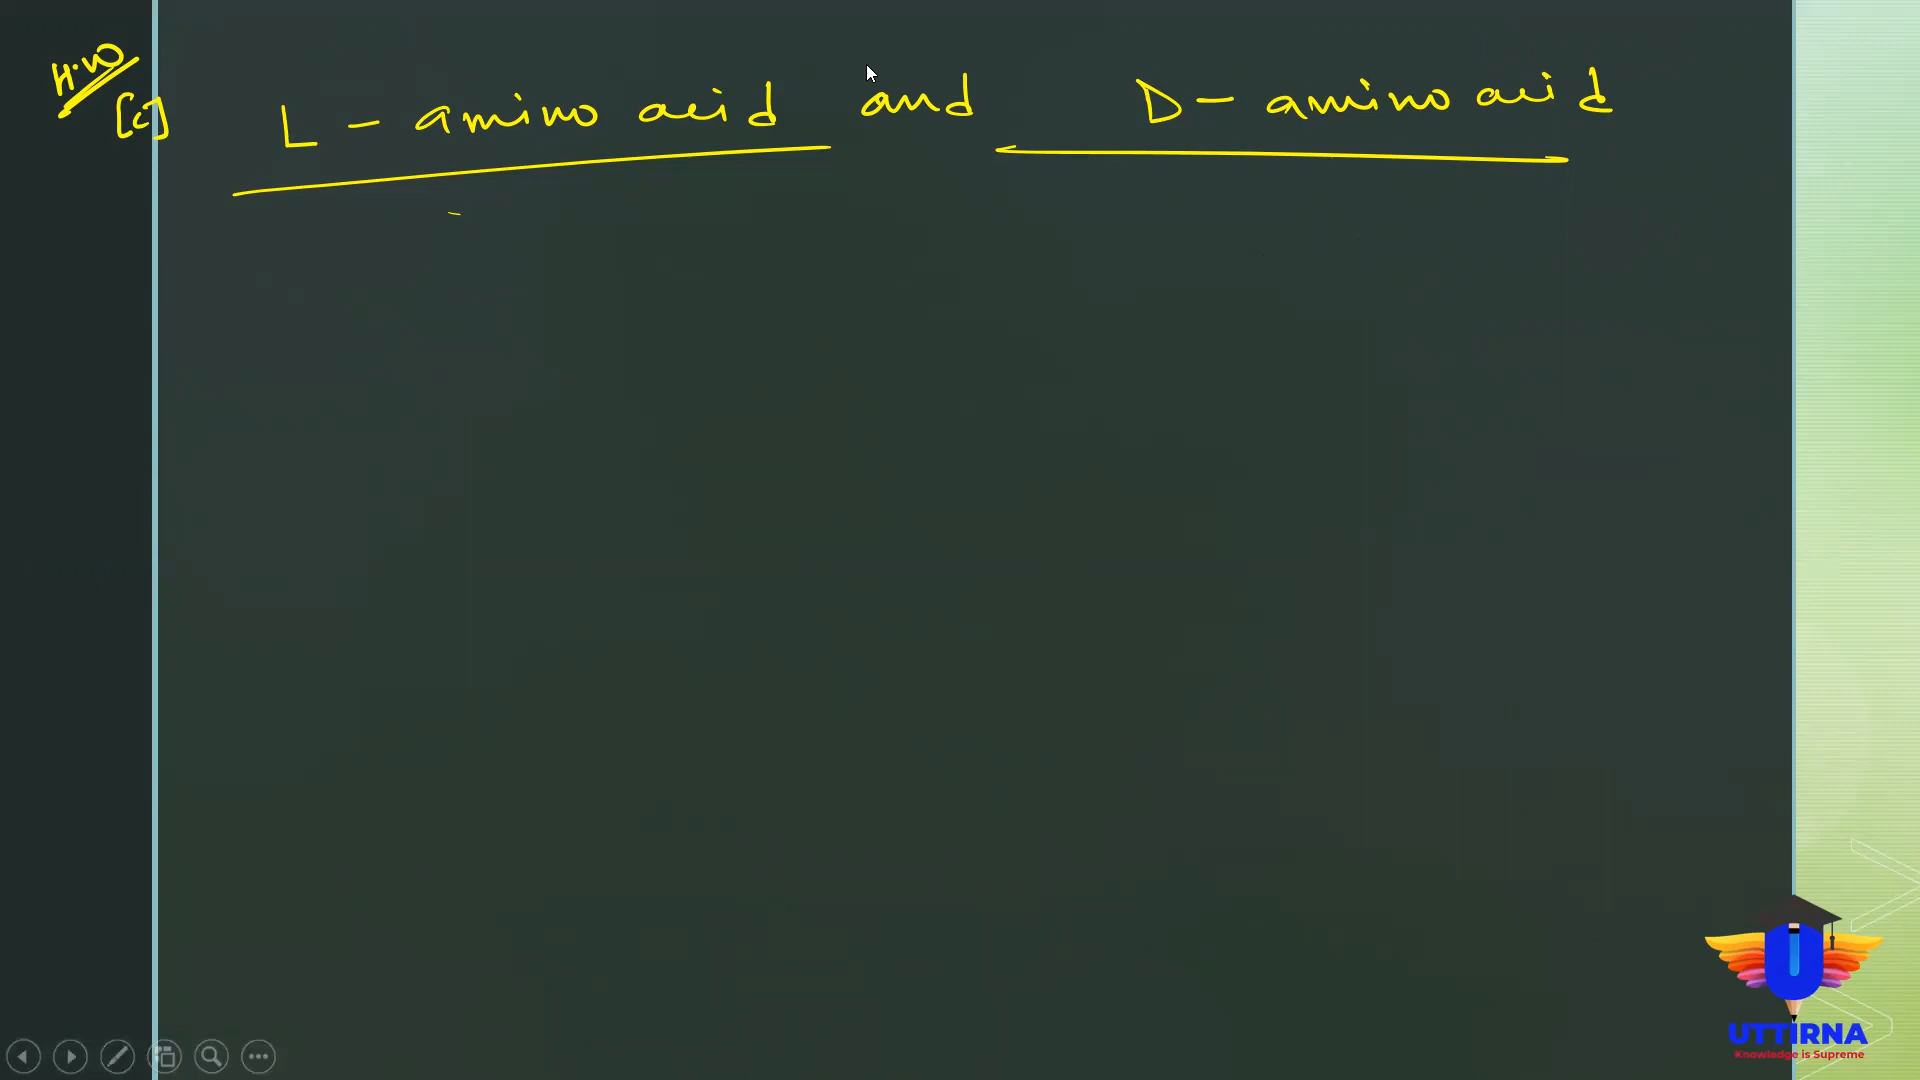 H.W
[C] L - amino acid and D - amino acid
UTTIRNA
Knowledge is Supreme